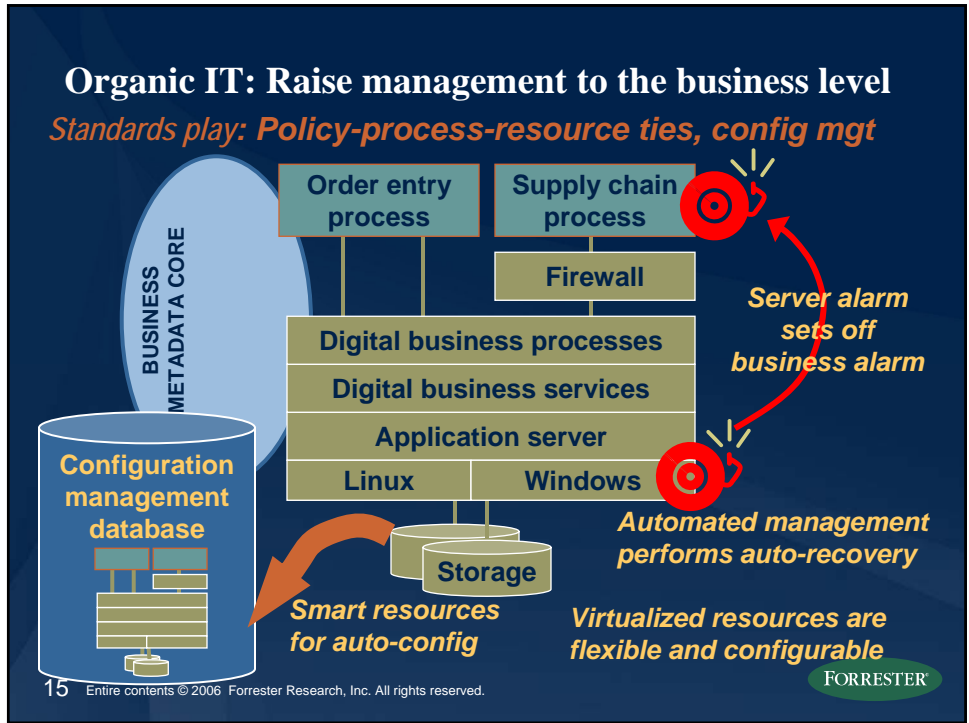 Organic IT: Raise management to the business level
Standards play: Policy-process-resource ties, config mgt
Order entry
process
Supply chain
process
Firewall
BUSINESS
METADATA CORE
Digital business processes
Digital business services
Application server
Linux
Windows
Server alarm
sets off
business alarm
Configuration
management
database
Storage
Smart resources
for auto-config
Automated management
performs auto-recovery
Virtualized resources are
flexible and configurable
15 Entire contents © 2006 Forrester Research, Inc. All rights reserved.
FORRESTER®